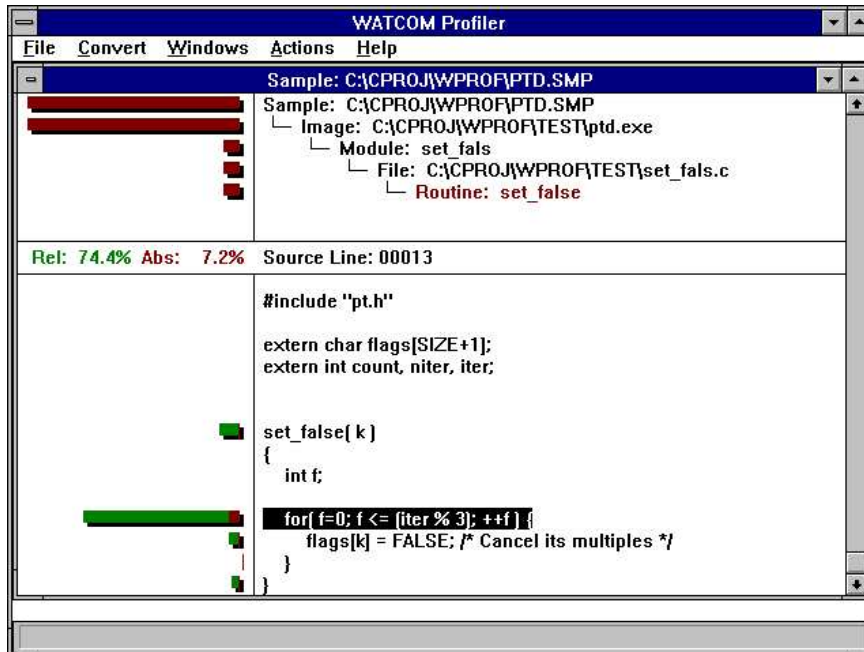 WATCOM Profiler
File Convert Windows Actions Help
Sample: C:\CPROJ\WPROF\PTD.SMP
Sample: C:\CPROJ\WPROF\PTD.SMP
Image: C:\CPROJ\WPROF\TEST\ptd.exe
Module: set_fals
File: C:\CPROJ\WPROF\TEST\set_fals.c
Routine: set_false
Rel: 74.4% Abs: 7.2% Source Line: 00013
#include "pt.h"
extern char flags[SIZE+1];
extern int count, niter, iter;
set_false( k )
{
int f;
for( f=0; f <= (iter % 3); ++f ) {
flags[k] = FALSE; /* Cancel its multiples */
}
}